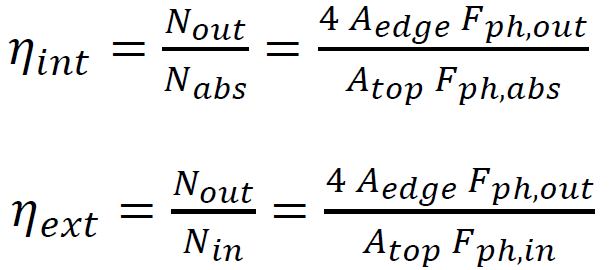 η_int = N_out / N_abs = 4 A_edge F_ph,out / A_top F_ph,abs
η_ext = N_out / N_in = 4 A_edge F_ph,out / A_top F_ph,in